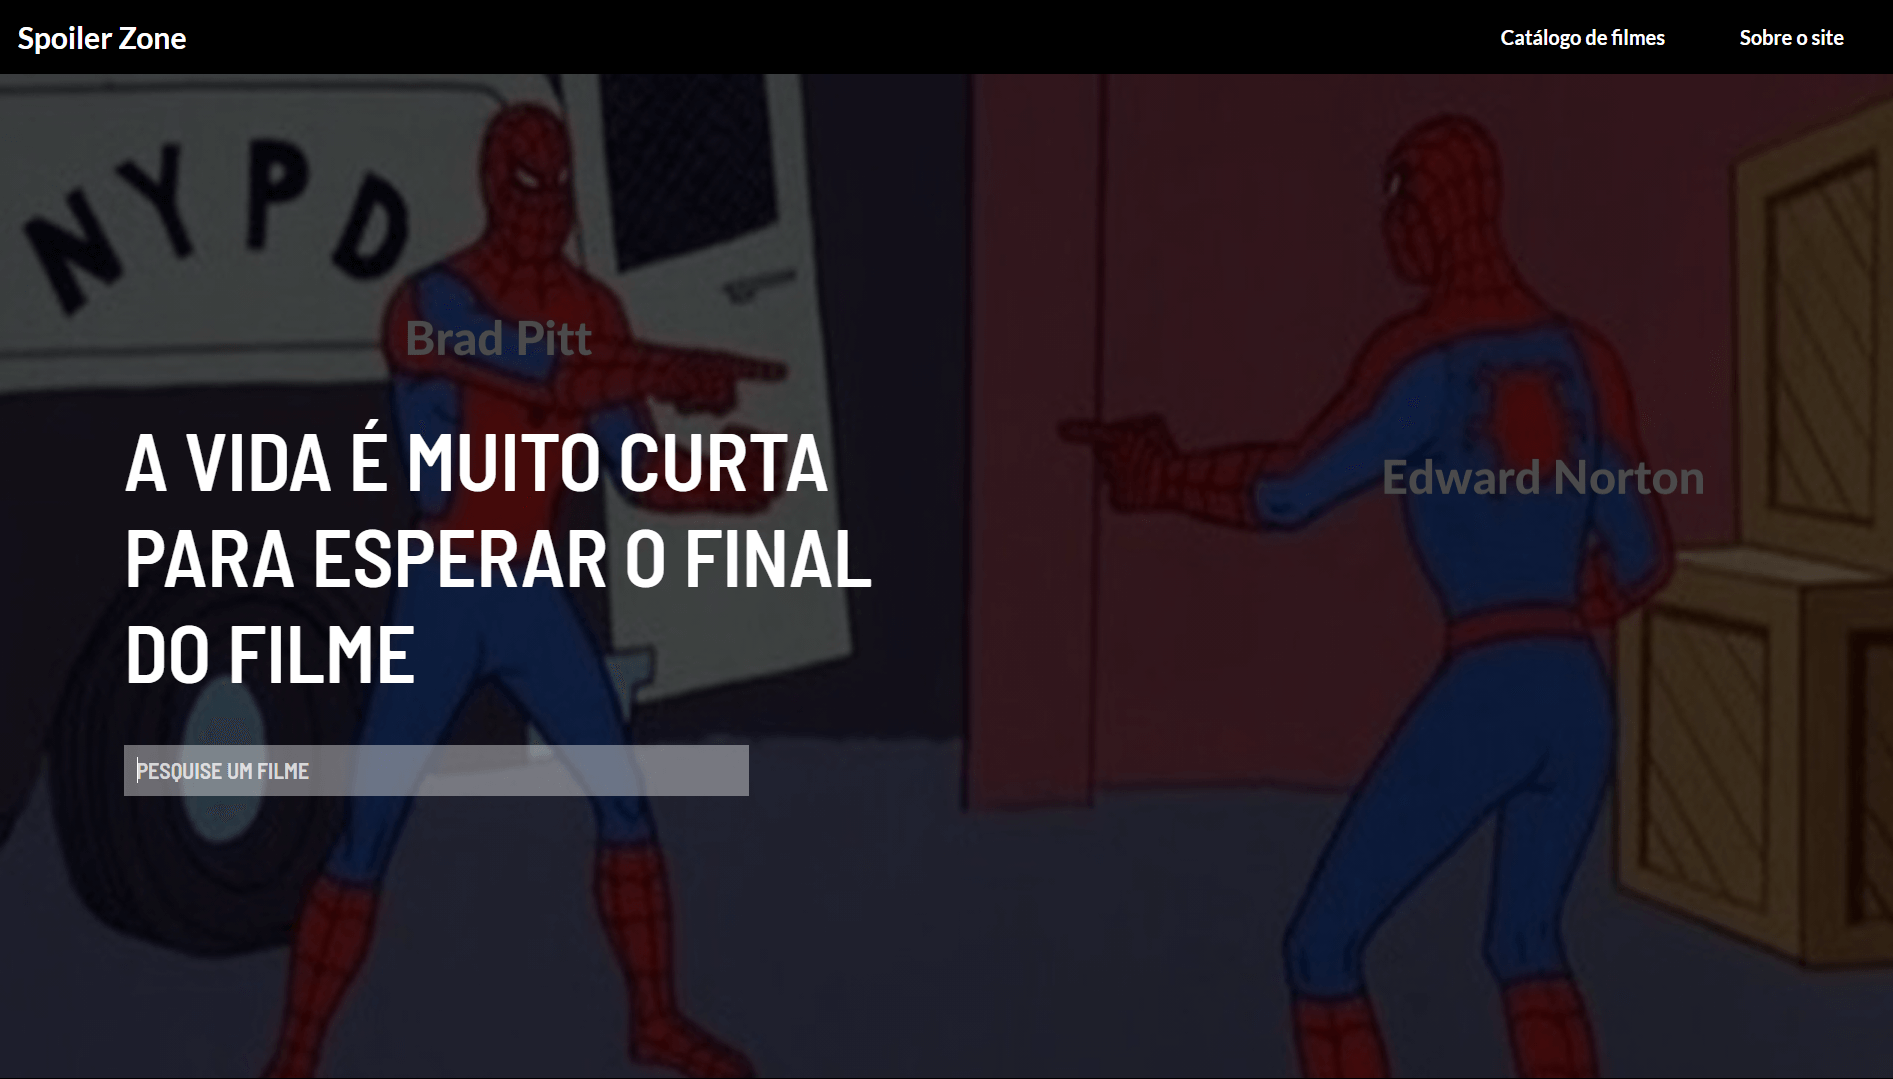 Spoiler Zone
Catálogo de filmes
Sobre o site
NYPD
Brad Pitt
Edward Norton
A VIDA É MUITO CURTA
PARA ESPERAR O FINAL
DO FILME
PESQUISE UM FILME